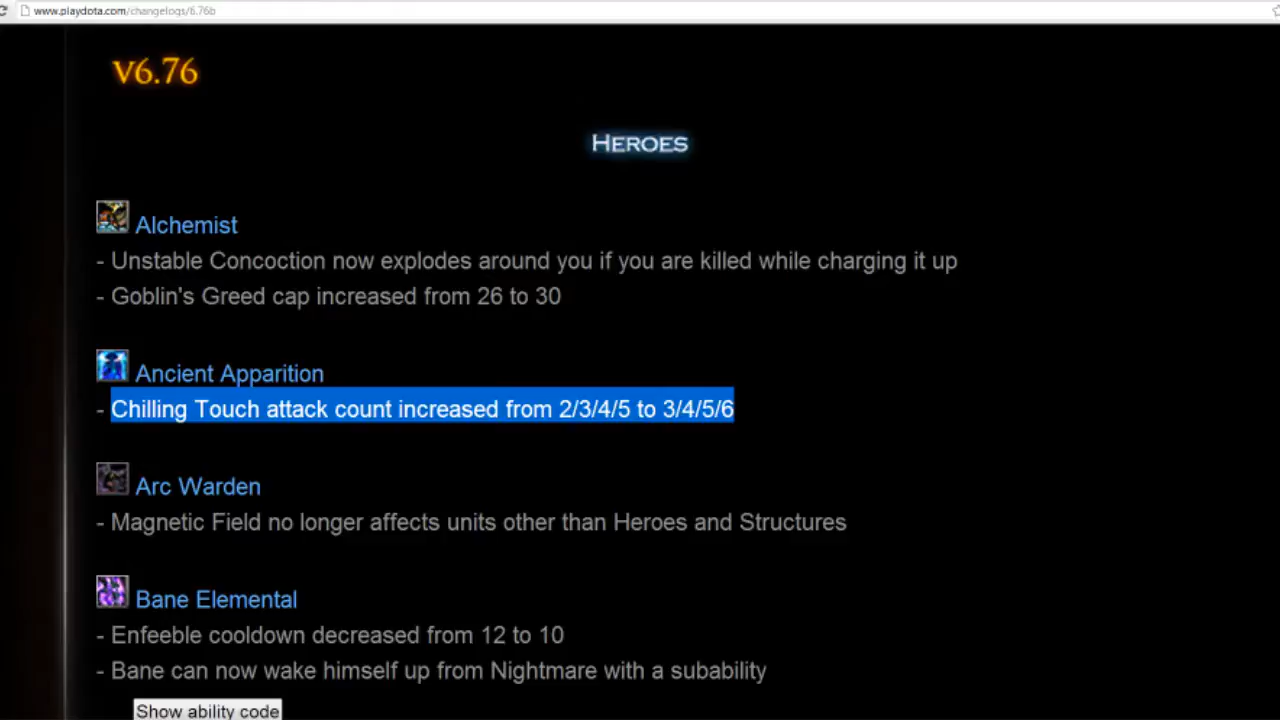 www.playdota.com/changelogs/6.76b
v6.76
Heroes
Alchemist
- Unstable Concoction now explodes around you if you are killed while charging it up
- Goblin's Greed cap increased from 26 to 30
Ancient Apparition
- Chilling Touch attack count increased from 2/3/4/5 to 3/4/5/6
Arc Warden
- Magnetic Field no longer affects units other than Heroes and Structures
Bane Elemental
- Enfeeble cooldown decreased from 12 to 10
- Bane can now wake himself up from Nightmare with a subability
Show ability code